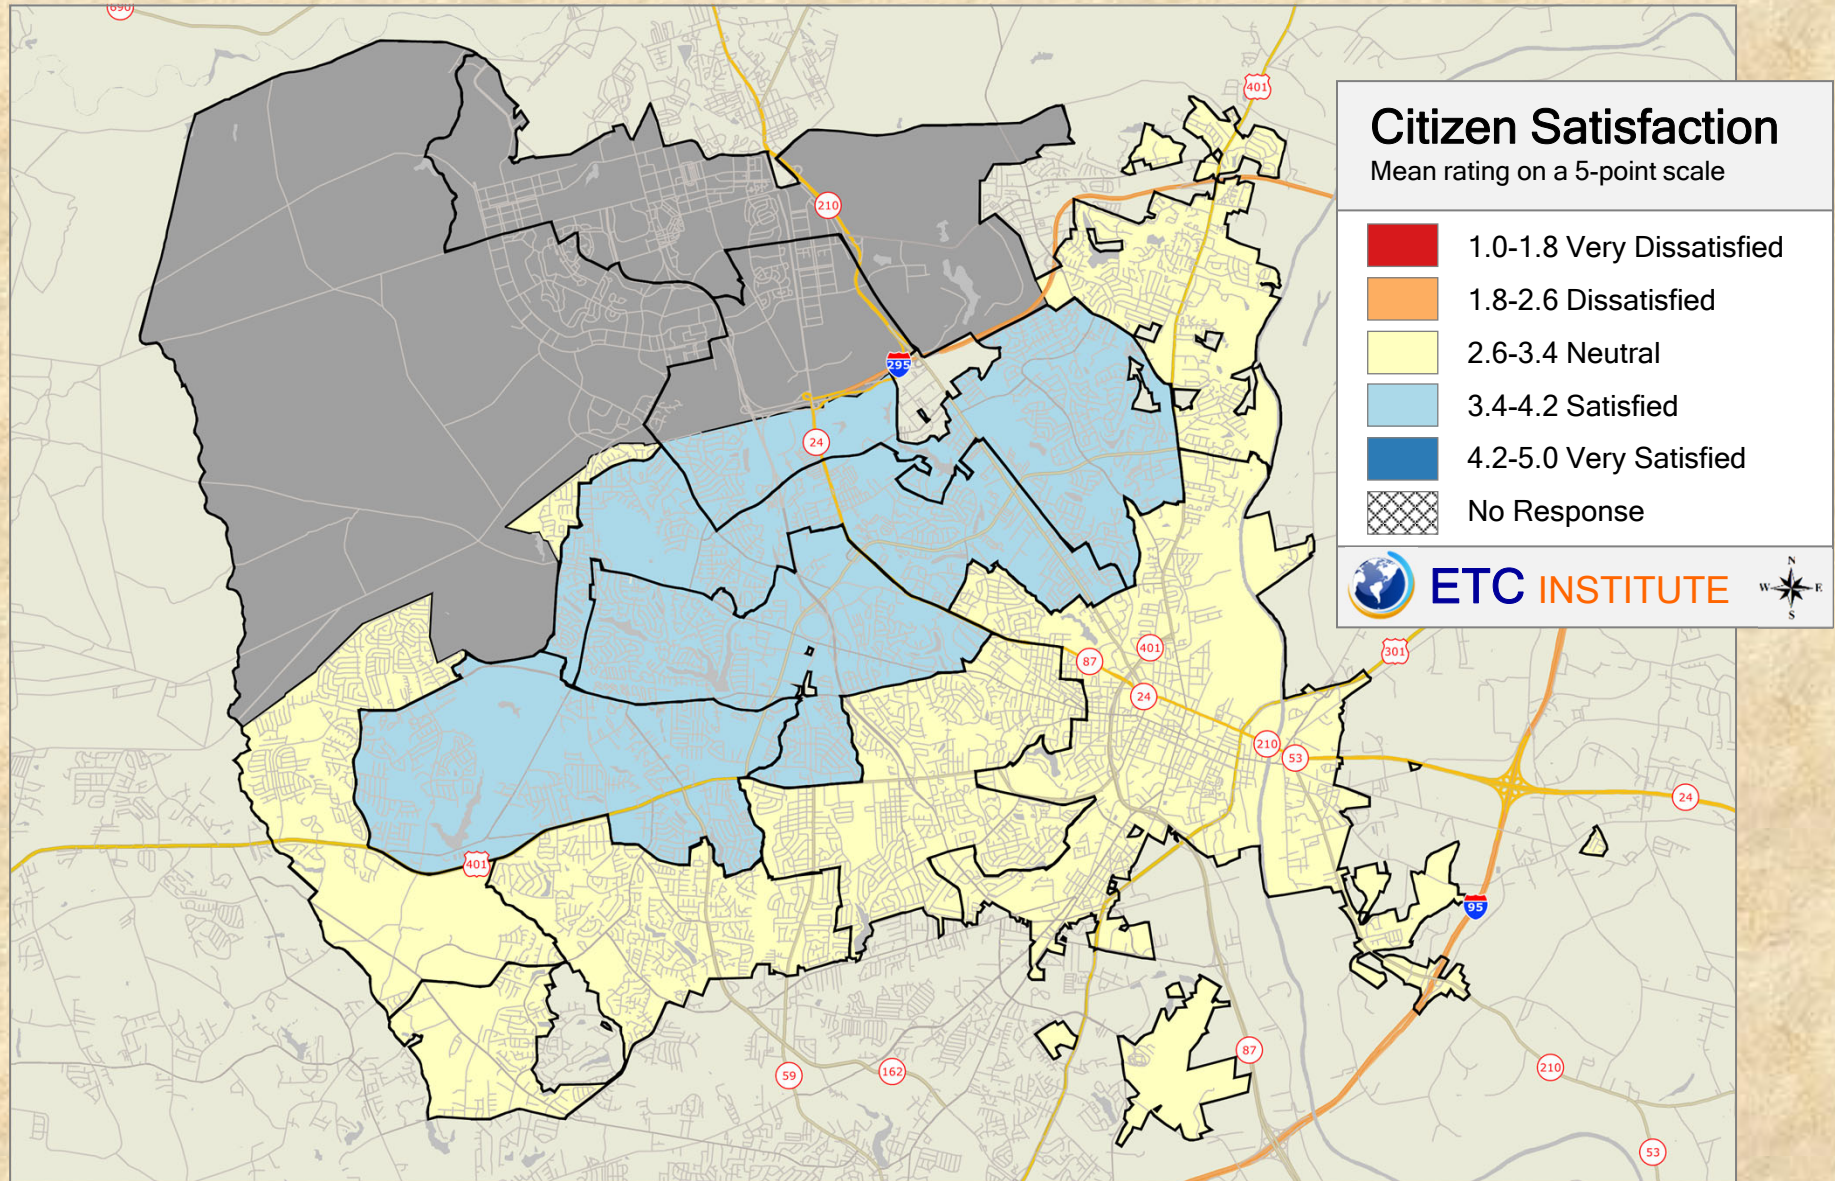 690
401
Citizen Satisfaction
Mean rating on a 5-point scale
210
1.0-1.8 Very Dissatisfied
1.8-2.6 Dissatisfied
2.6-3.4 Neutral
295
3.4-4.2 Satisfied
24
4.2-5.0 Very Satisfied
No Response
N
W
E
S
ETC INSTITUTE
401
301
87
24
210
53
24
401
95
87
59
162
210
53